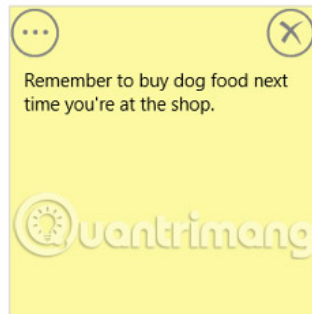 Remember to buy dog food next
time you're at the shop.
Quantrimang